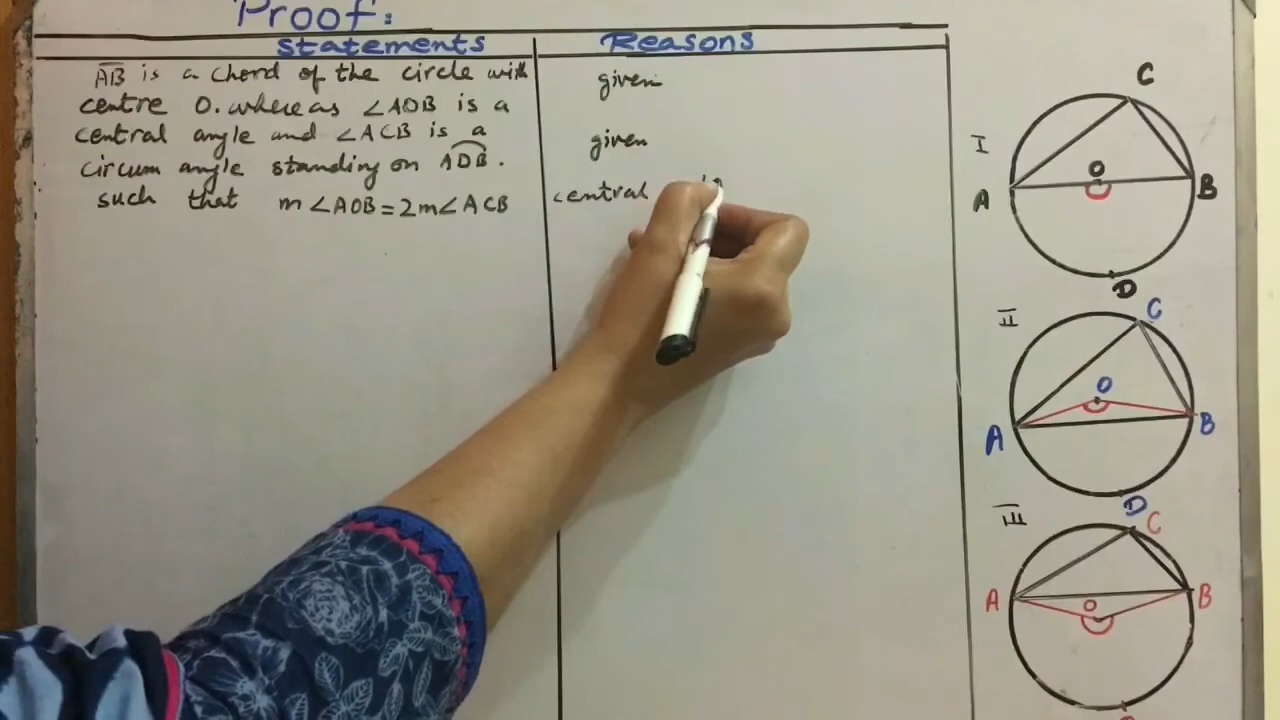 Proof:
Statements
Reasons
AB is a chord of the circle with
given
centre O. whereas ∠AOB is a
central angle and ∠ACB is a
given
circum angle standing on ADB.
such that m∠AOB = 2m∠ACB
central
C
I
O
A
B
D
II
C
O
A
B
D
III
C
A
O
B